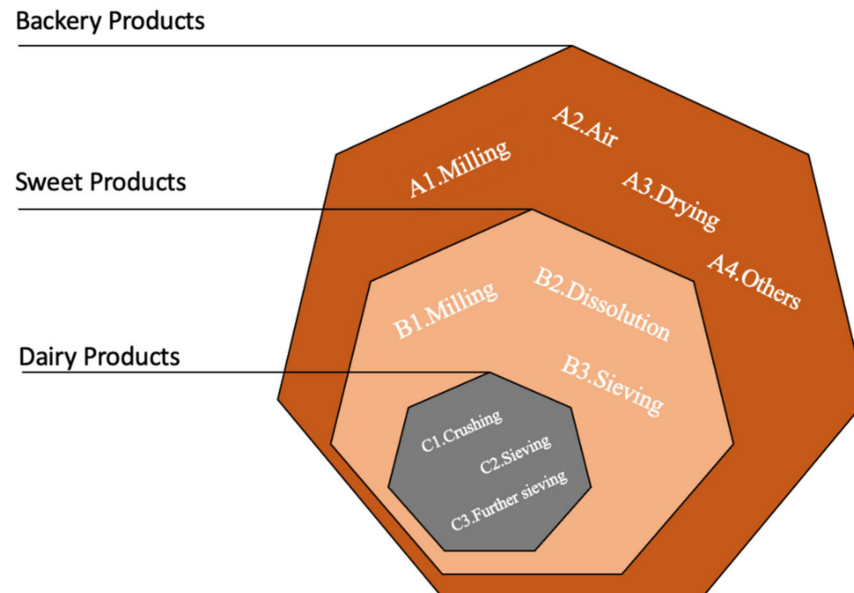 Backery Products
A1.Milling
A2.Air
A3.Drying
A4.Others
Sweet Products
B1.Milling
B2.Dissolution
B3.Sieving
Dairy Products
C1.Crushing
C2.Sieving
C3.Further sieving